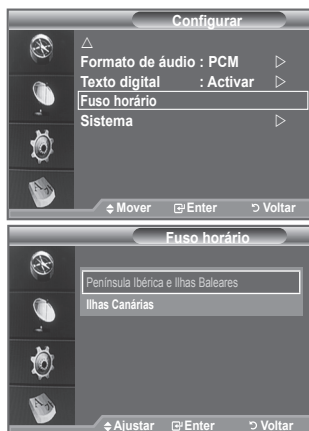 Configurar
△
Formato de áudio : PCM ▷
Texto digital : Activar ▷
Fuso horário
Sistema ▷
Mover Enter Voltar
Fuso horário
Península Ibérica e Ilhas Baleares
Ilhas Canárias
Ajustar Enter Voltar